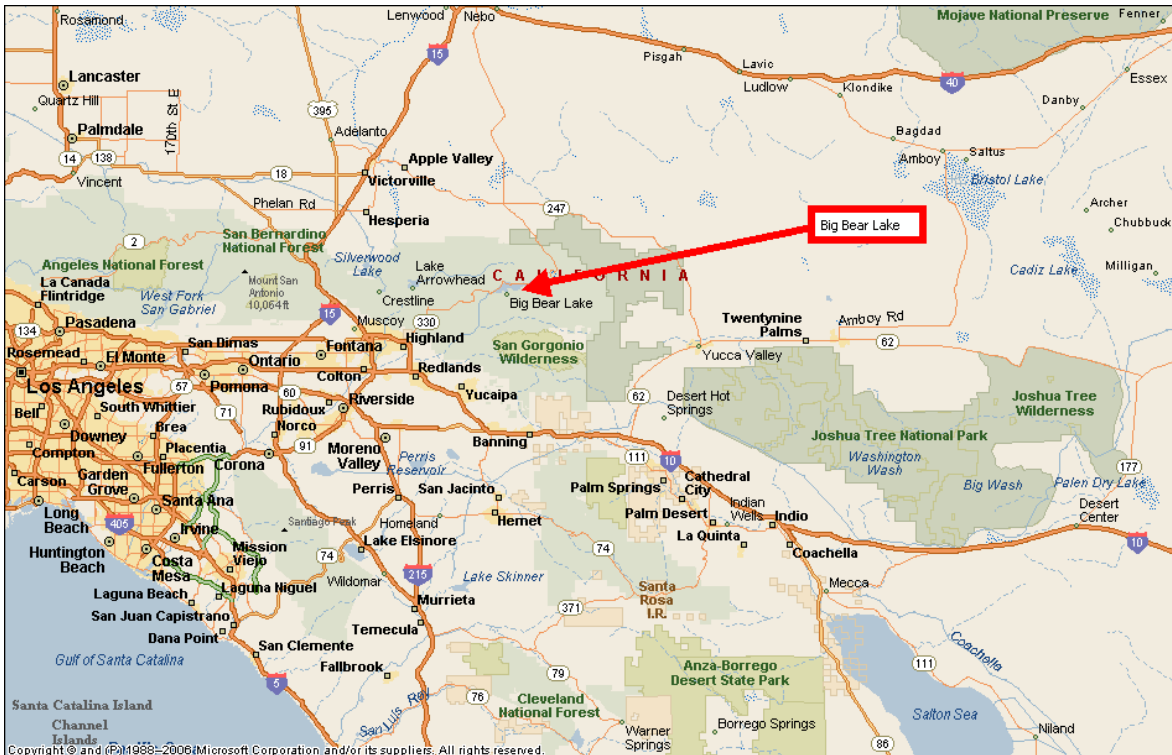 Rosamond
Lenwood
Nebo
Mojave National Preserve
Fenner
15
Pisgah
Lavic
Ludlow
40
Essex
Lancaster
Quartz Hill
Klondike
Danby
170th St E
395
Palmdale
Adelanto
Bagdad
14
138
Amboy
Saltus
Vincent
18
Apple Valley
Victorville
Bristol Lake
Phelan Rd
Hesperia
247
Archer
Chubbuck
San Bernardino
National Forest
2
Big Bear Lake
Angeles National Forest
Silverwood
Lake
Lake
Arrowhead
CALIFORNIA
Cadiz Lake
Milligan
La Canada
Flintridge
West Fork
San Gabriel
Mount San
Antonio
10,064 ft
Crestline
Big Bear Lake
15
Muscoy
330
134
Pasadena
San Dimas
Fontana
Highland
San Gorgonio
Wilderness
Twentynine
Palms
Amboy Rd
62
Rosemead
El Monte
Ontario
Yucca Valley
Los Angeles
57
Pomona
Colton
Redlands
60
Yucaipa
Bell
South Whittier
71
Rubidoux
Riverside
62
Desert Hot
Springs
Joshua Tree
Wilderness
Downey
Brea
Norco
Compton
Placentia
91
Moreno
Valley
Banning
Joshua Tree National Park
Fullerton
Corona
Perris
Reservoir
111
10
Washington
Wash
177
Carson
Garden
Grove
Perris
San Jacinto
Palm Springs
Cathedral
City
Big Wash
Palen Dry Lake
Long
Beach
Santa Ana
405
Santiago Peak
Homeland
Hemet
Palm Desert
Indian
Wells
Indio
Desert
Center
Irvine
Lake Elsinore
La Quinta
10
Huntington
Beach
Costa
Mesa
Mission
Viejo
74
74
Coachella
Wildomar
215
Lake Skinner
Mecca
Laguna Niguel
Laguna Beach
Murrieta
371
Santa
Rosa
I.R.
San Juan Capistrano
Temecula
Dana Point
San Clemente
Coachella
Gulf of Santa Catalina
Fallbrook
79
Anza-Borrego
Desert State Park
111
5
San Luis Rey
76
Cleveland
National Forest
Santa Catalina Island
Channel
Islands
Warner
Springs
Borrego Springs
Salton Sea
Niland
86
Copyright © and (P) 1988–2006 Microsoft Corporation and/or its suppliers. All rights reserved.